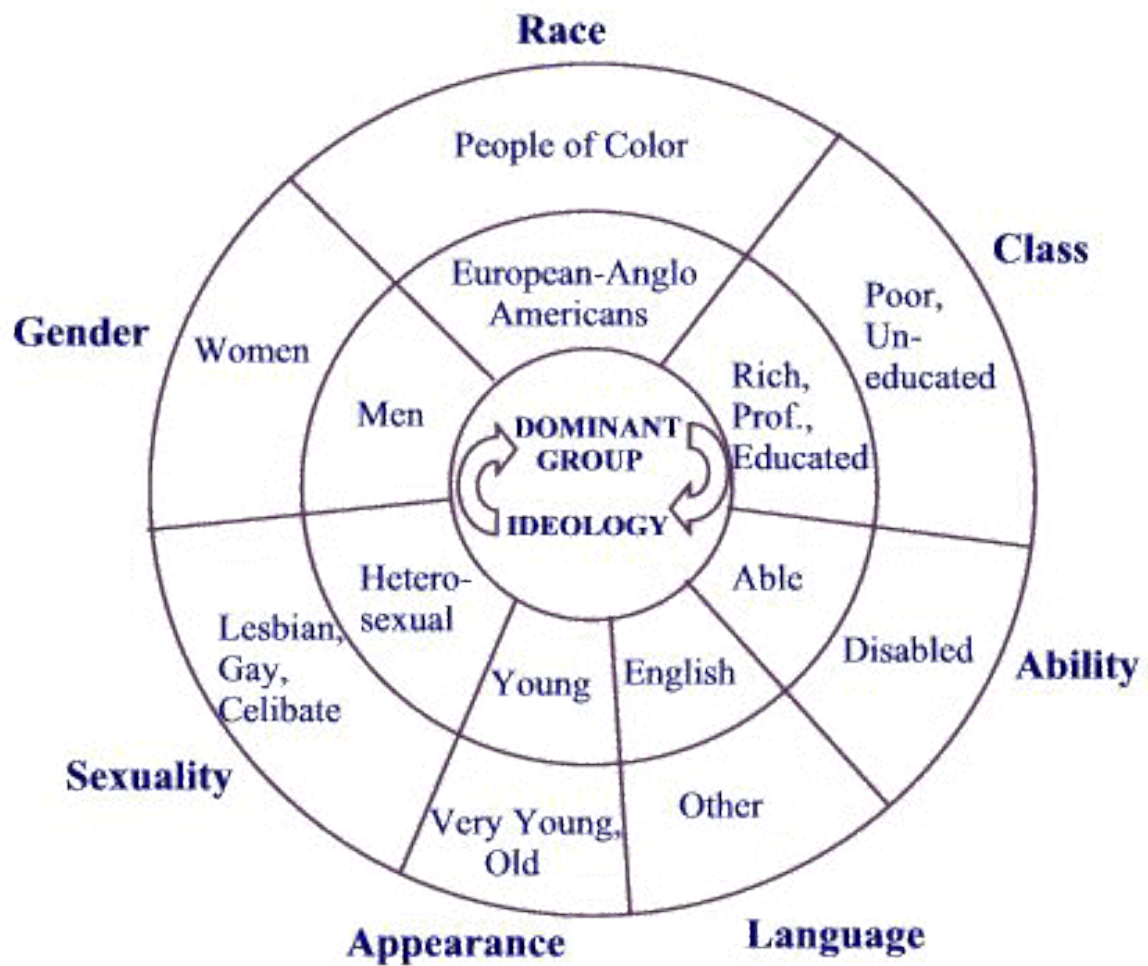 Race
People of Color
European-Anglo
Americans
Class
Poor,
Un-
educated
Rich,
Prof.,
Educated
Gender
Women
Men
DOMINANT
GROUP
IDEOLOGY
Able
Disabled
Ability
Hetero-
sexual
Lesbian,
Gay,
Celibate
Sexuality
Young
English
Very Young,
Old
Other
Appearance
Language